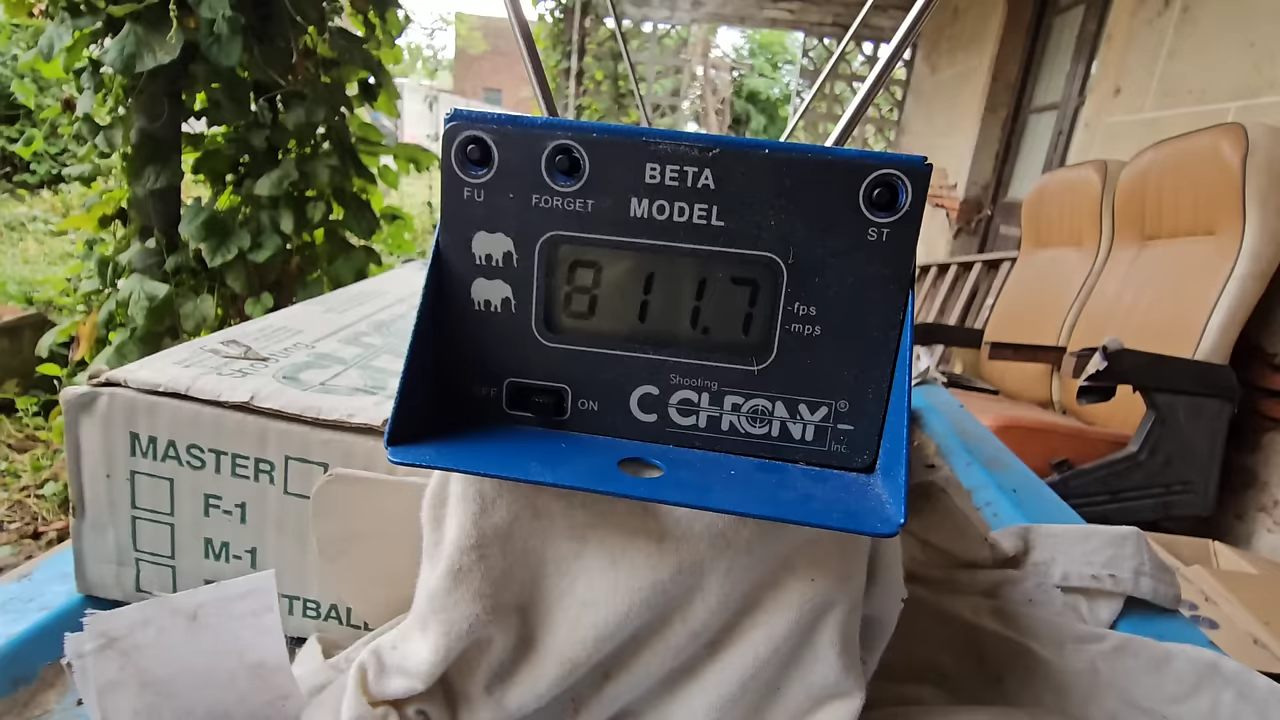 BETA
MODEL
FU
FORGET
ST
811.7
-fps
-mps
OFF
ON
Shooting
C CHRONY®
Inc.
Shooting
MASTER
F-1
M-1
TBALL